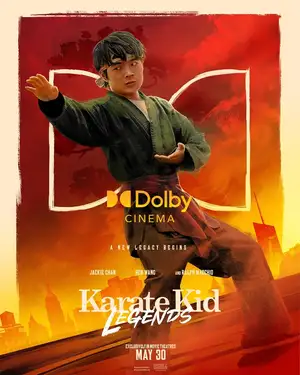 Dolby
CINEMA
A NEW LEGACY BEGINS
JACKIE CHAN BEN WANG AND RALPH MACCHIO
Karate Kid
LEGENDS
EXCLUSIVELY IN MOVIE THEATRES
MAY 30